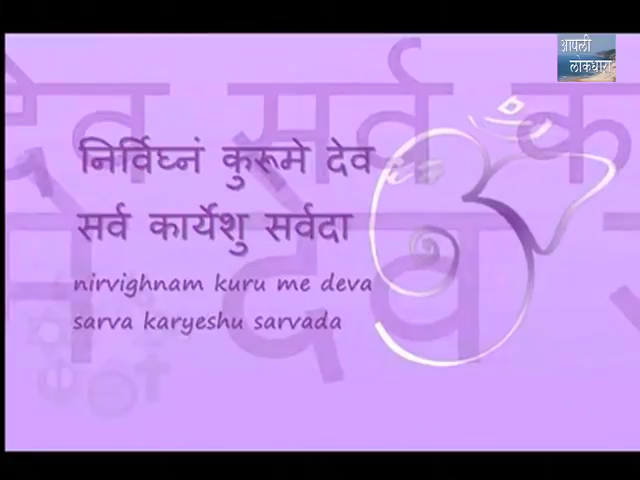 आपली
लोकधारा
निर्विघ्नं कुरूमे देव
सर्व कार्येशु सर्वदा
nirvighnam kuru me deva
sarva karyeshu sarvada